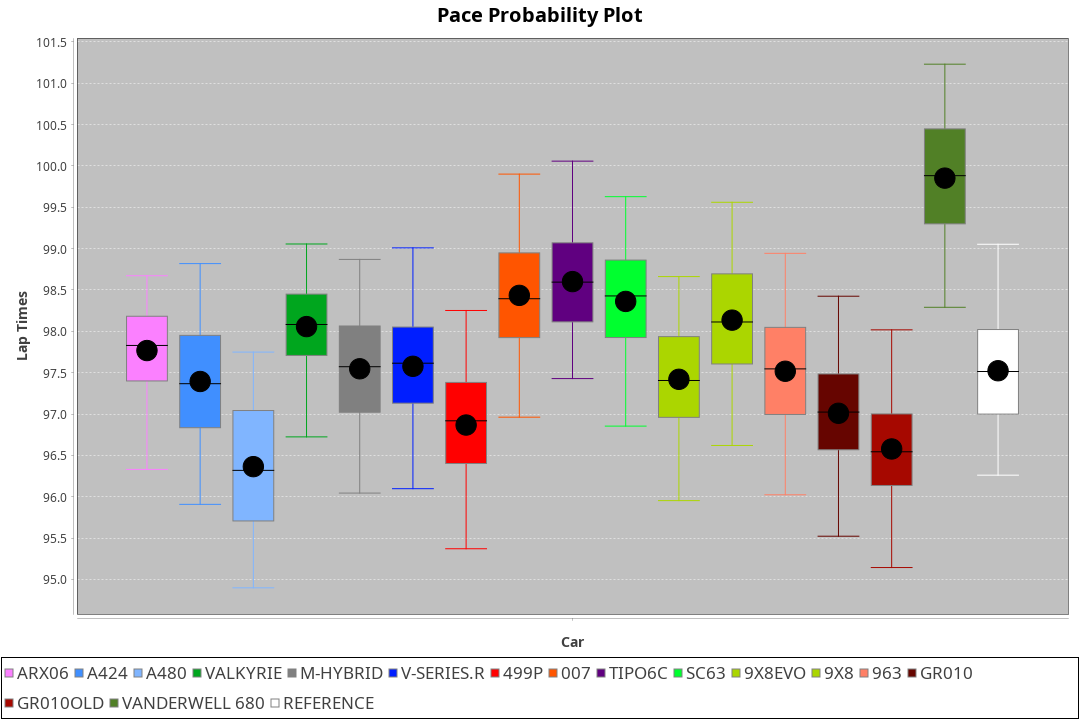 Pace Probability Plot
101.5
101.0
100.5
100.0
99.5
99.0
98.5
98.0
97.5
97.0
96.5
96.0
95.5
95.0
Lap Times
Car
ARX06 A424 A480 VALKYRIE M-HYBRID V-SERIES.R 499P 007 TIPO6C SC63 9X8EVO 9X8 963 GR010
GR010OLD VANDERWELL 680 REFERENCE